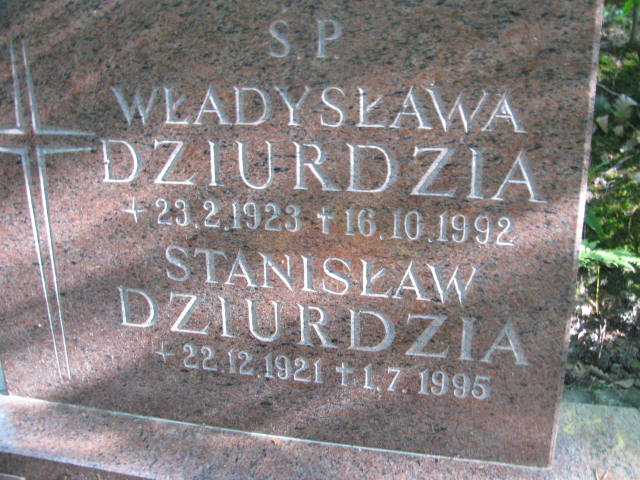 Ś.P.
WŁADYSŁAWA
DZIURDZIA
+ 23.2.1923 ✝ 16.10.1992
STANISŁAW
DZIURDZIA
+ 22.12.1921 ✝ 1.7.1995